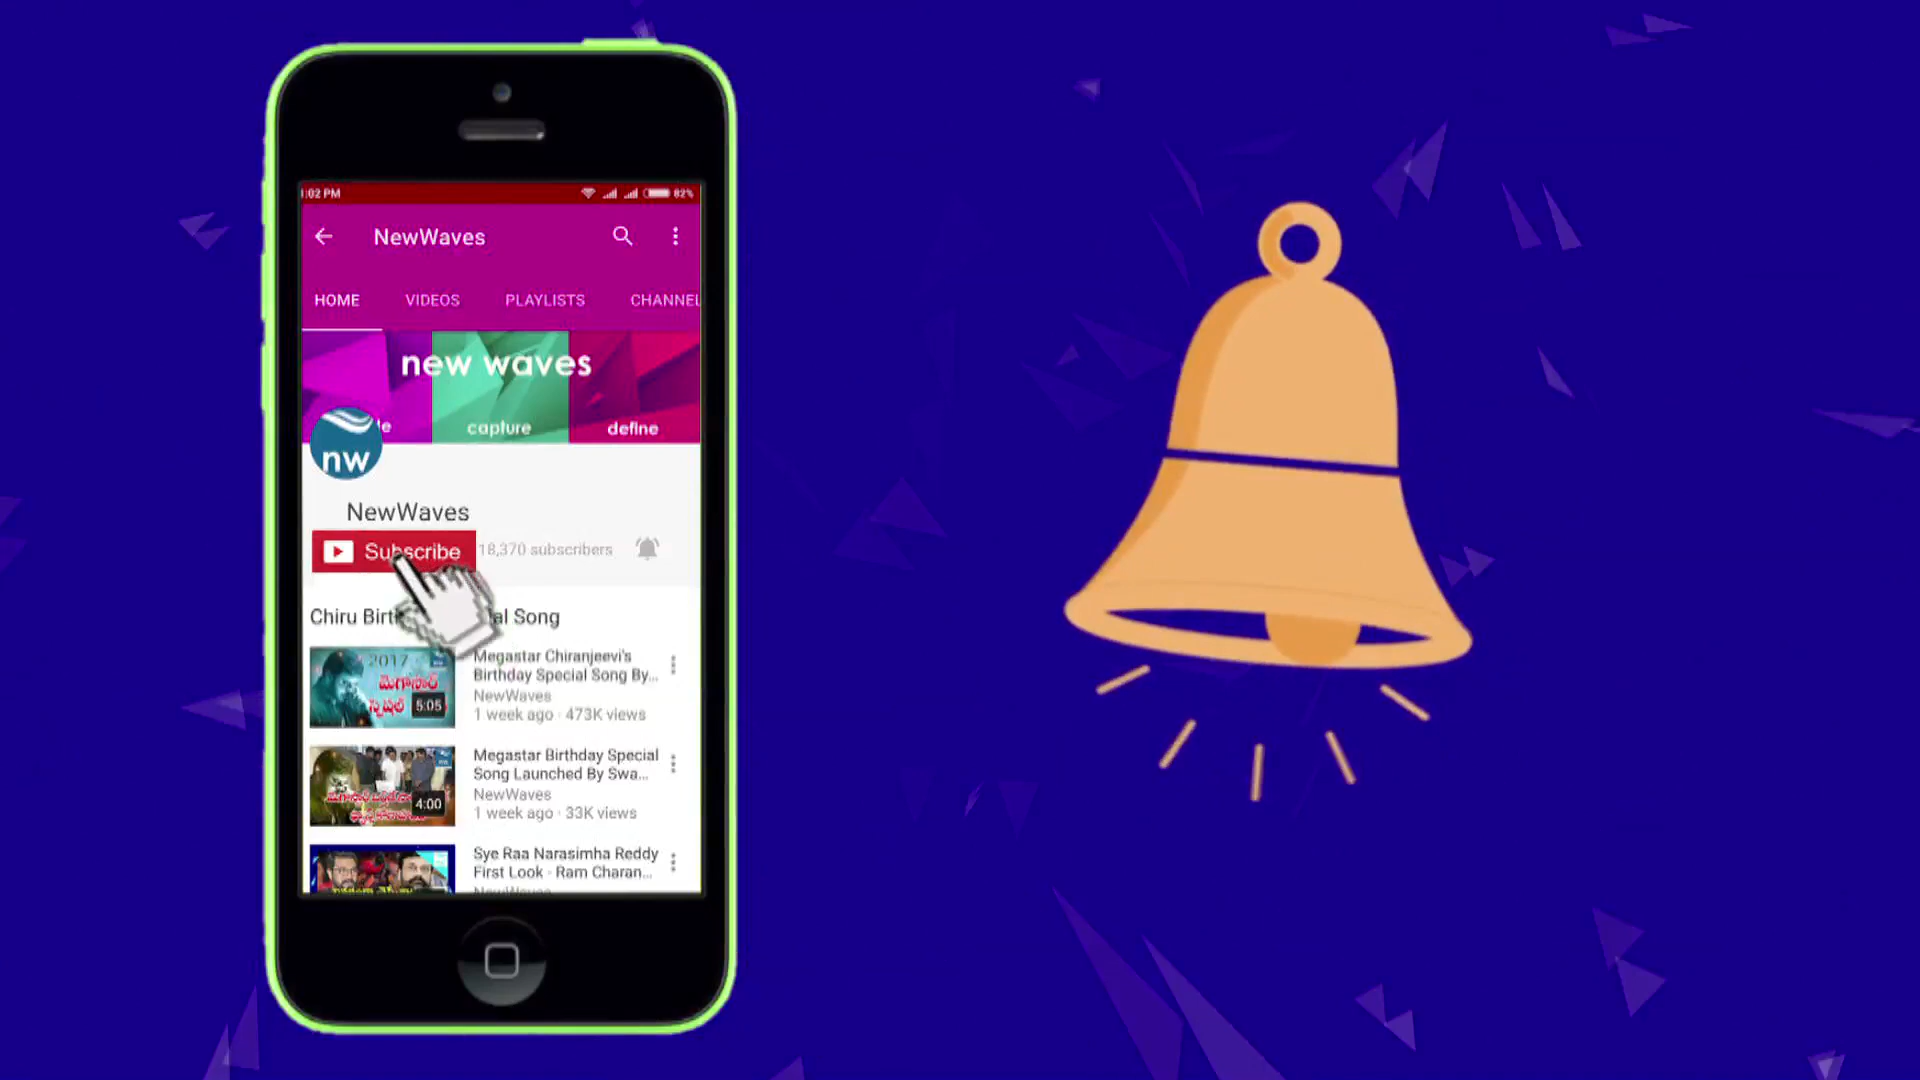 1:02 PM
82%
NewWaves
HOME VIDEOS PLAYLISTS CHANNEL
new waves
capture
define
nw
NewWaves
Subscribe
18,370 subscribers
Song
2017
మెగాస్టార్
స్పెషల్
5:05
Megastar Chiranjeevi's
Birthday Special Song By...
NewWaves
1 week ago · 473K views
4:00
Megastar Birthday Special
Song Launched By Swa...
NewWaves
1 week ago · 33K views
Sye Raa Narasimha Reddy
First Look - Ram Charan...
NewWaves